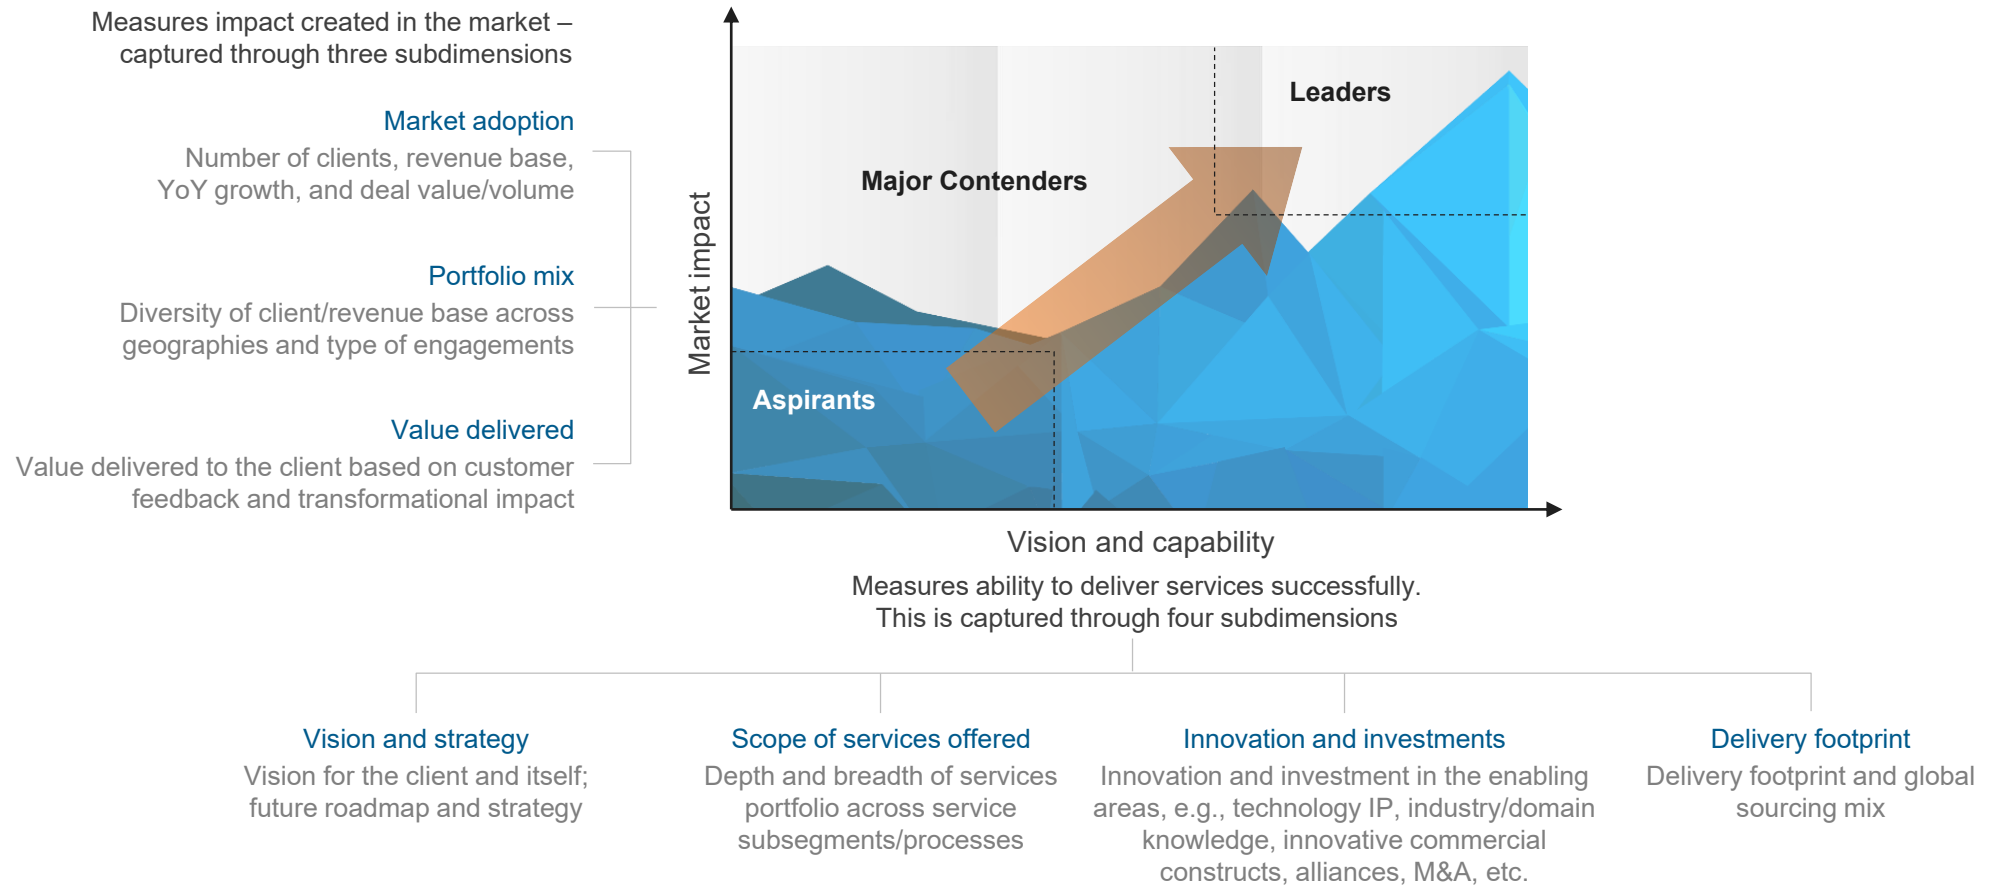 Measures impact created in the market –
captured through three subdimensions
Market adoption
Number of clients, revenue base,
YoY growth, and deal value/volume
Portfolio mix
Diversity of client/revenue base across
geographies and type of engagements
Value delivered
Value delivered to the client based on customer
feedback and transformational impact
Market impact
Leaders
Major Contenders
Aspirants
Vision and capability
Measures ability to deliver services successfully.
This is captured through four subdimensions
Vision and strategy
Vision for the client and itself;
future roadmap and strategy
Scope of services offered
Depth and breadth of services
portfolio across service
subsegments/processes
Innovation and investments
Innovation and investment in the enabling
areas, e.g., technology IP, industry/domain
knowledge, innovative commercial
constructs, alliances, M&A, etc.
Delivery footprint
Delivery footprint and global
sourcing mix